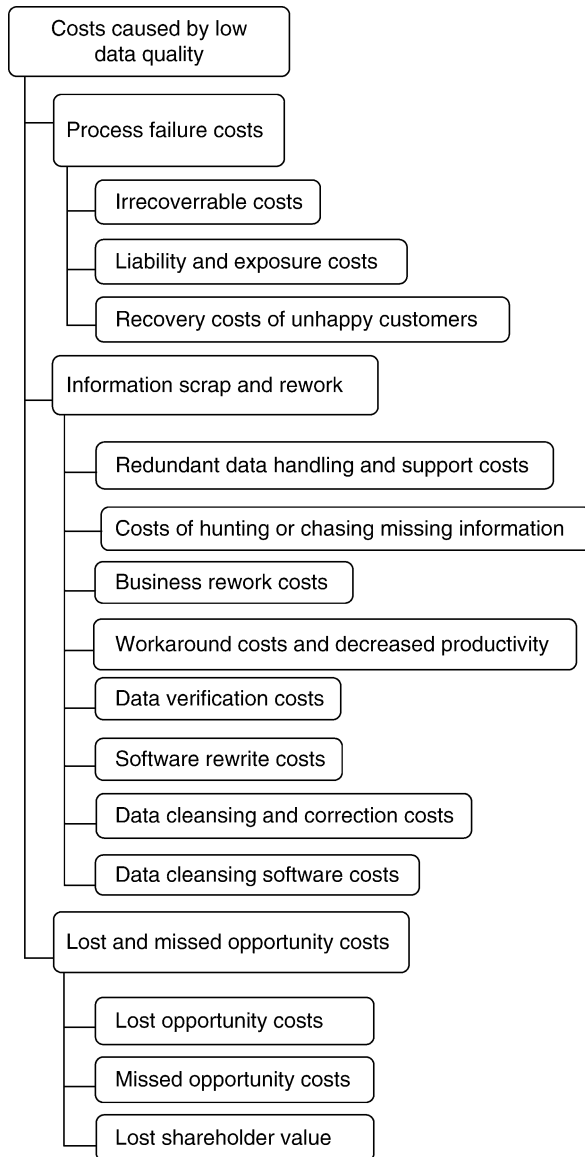 Costs caused by low
data quality
Process failure costs
Irrecoverrable costs
Liability and exposure costs
Recovery costs of unhappy customers
Information scrap and rework
Redundant data handling and support costs
Costs of hunting or chasing missing information
Business rework costs
Workaround costs and decreased productivity
Data verification costs
Software rewrite costs
Data cleansing and correction costs
Data cleansing software costs
Lost and missed opportunity costs
Lost opportunity costs
Missed opportunity costs
Lost shareholder value